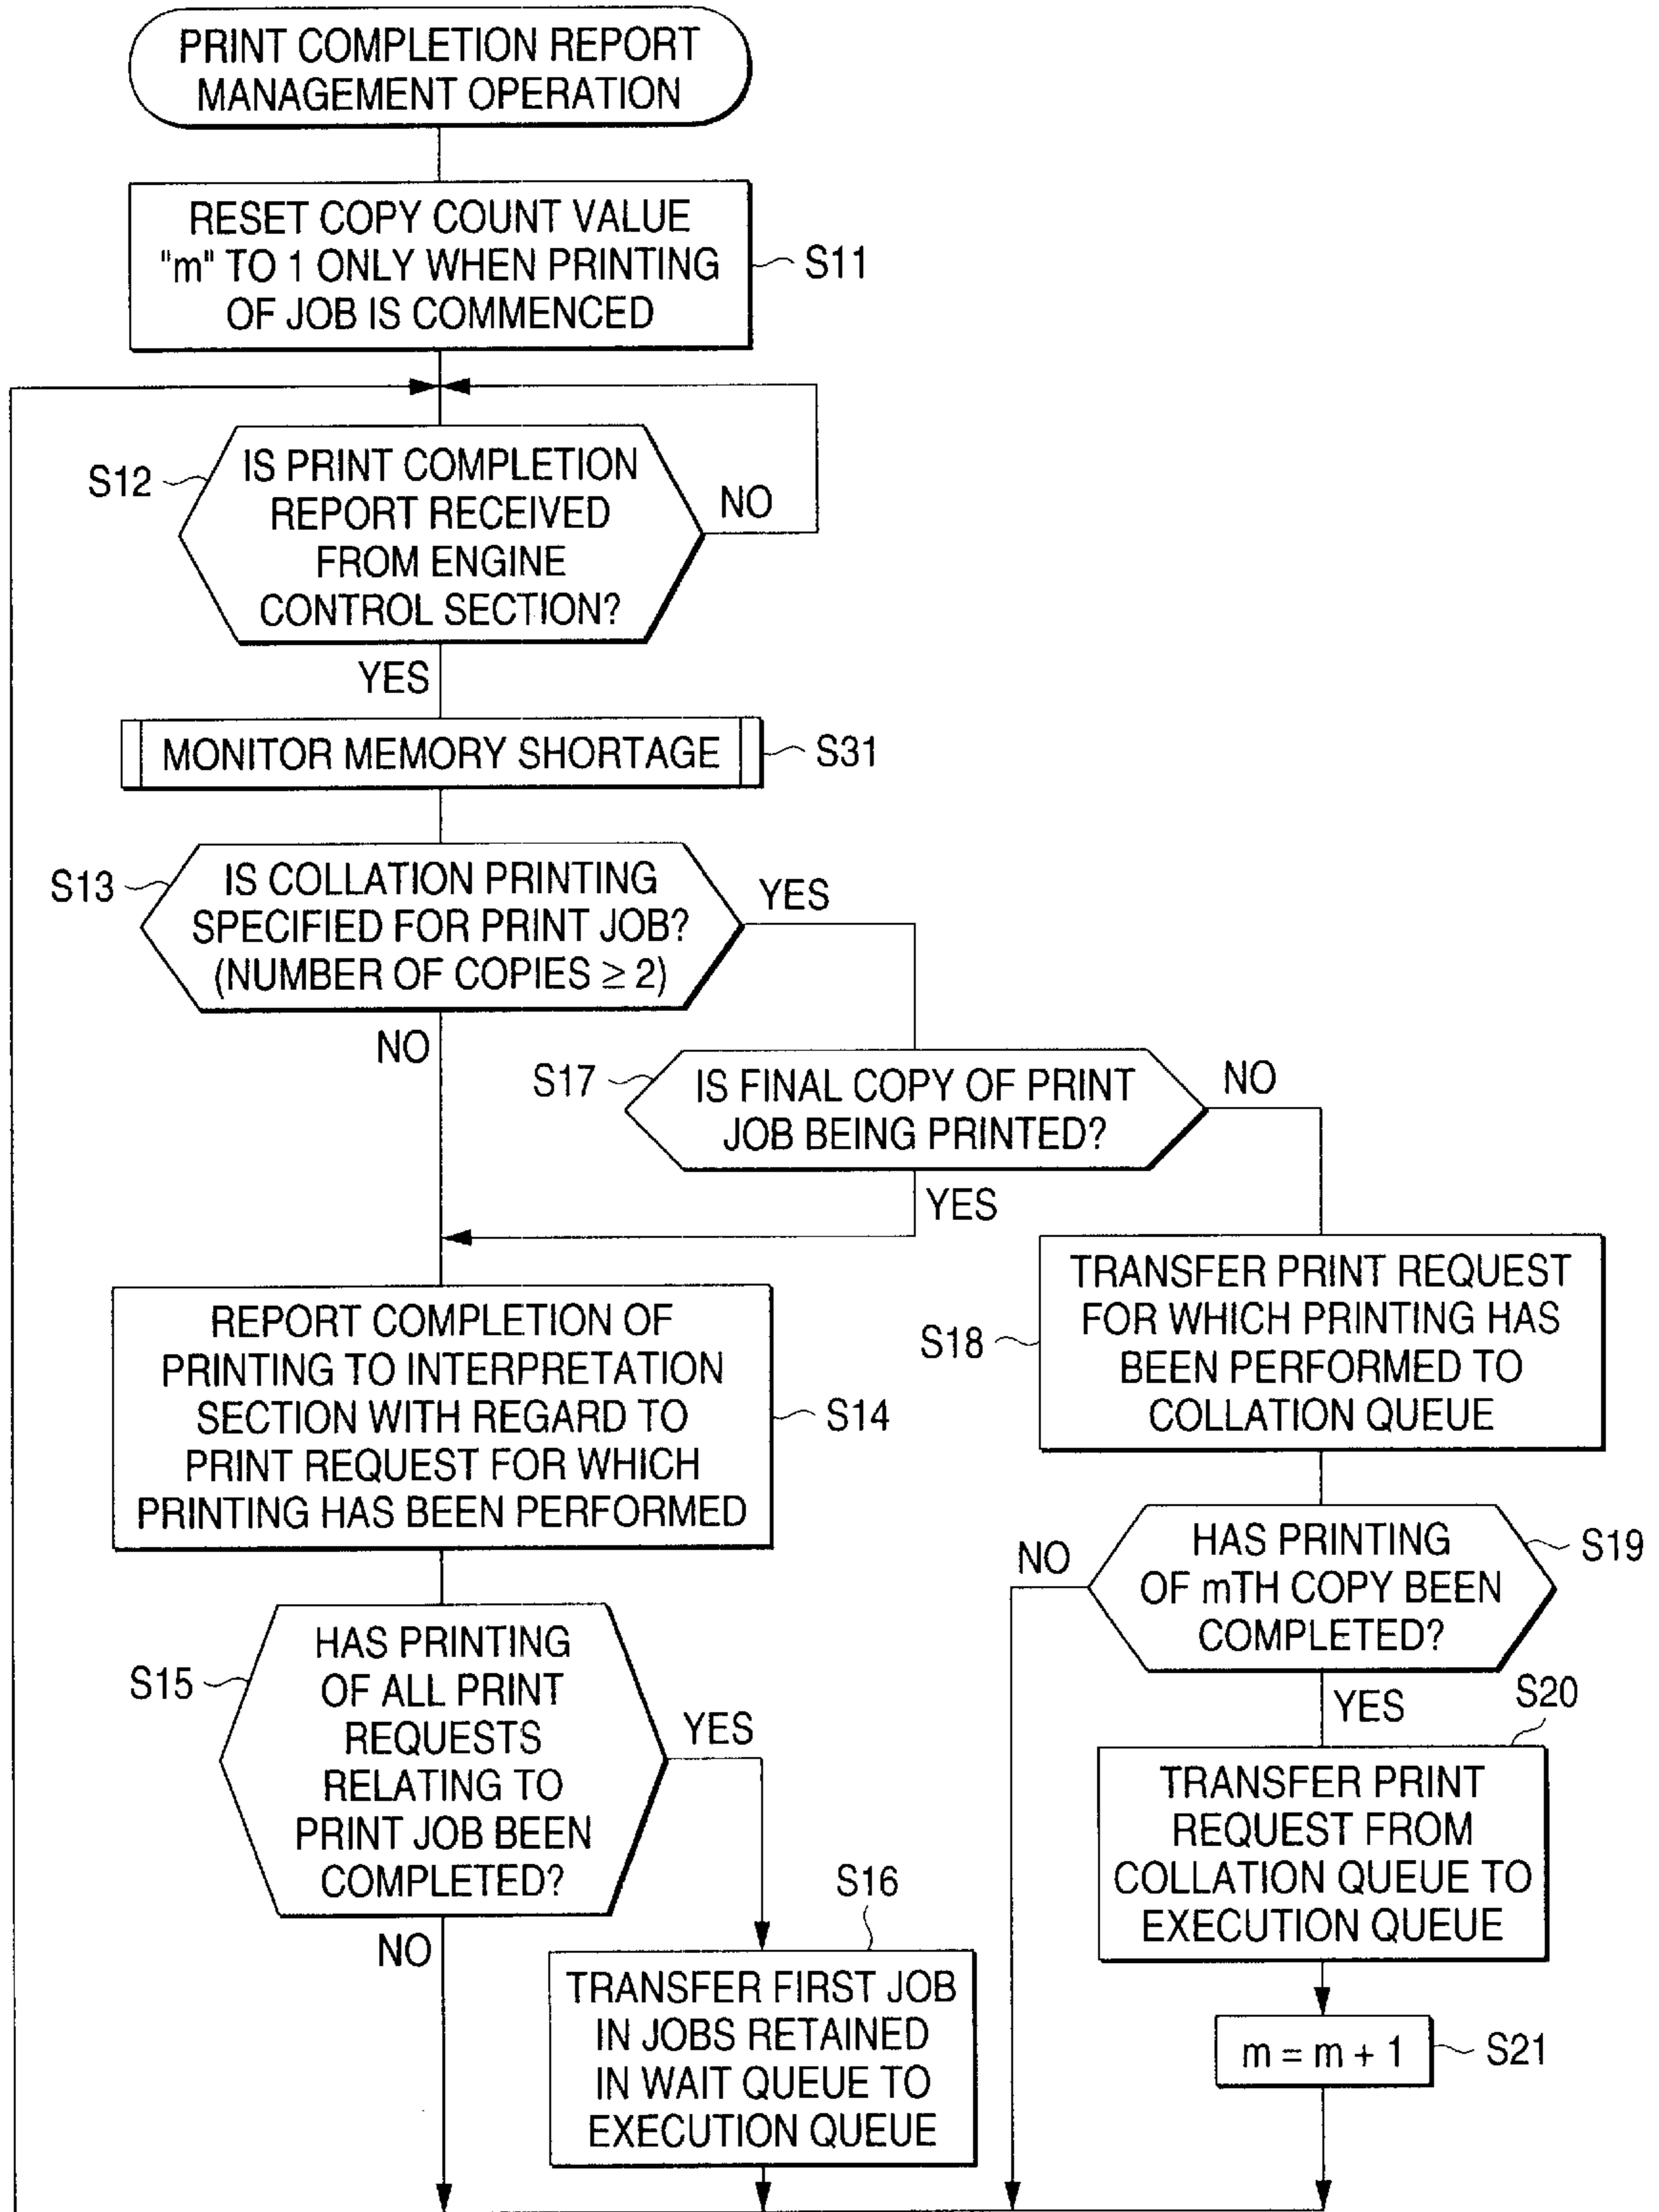 PRINT COMPLETION REPORT
MANAGEMENT OPERATION
RESET COPY COUNT VALUE
"m" TO 1 ONLY WHEN PRINTING
OF JOB IS COMMENCED
S11
S12
IS PRINT COMPLETION
REPORT RECEIVED
FROM ENGINE
CONTROL SECTION?
NO
YES
MONITOR MEMORY SHORTAGE
S31
S13
IS COLLATION PRINTING
SPECIFIED FOR PRINT JOB?
(NUMBER OF COPIES ≥ 2)
YES
NO
S17
IS FINAL COPY OF PRINT
JOB BEING PRINTED?
NO
YES
REPORT COMPLETION OF
PRINTING TO INTERPRETATION
SECTION WITH REGARD TO
PRINT REQUEST FOR WHICH
PRINTING HAS BEEN PERFORMED
S14
S18
TRANSFER PRINT REQUEST
FOR WHICH PRINTING HAS
BEEN PERFORMED TO
COLLATION QUEUE
NO
HAS PRINTING
OF mTH COPY BEEN
COMPLETED?
S19
YES
S15
HAS PRINTING
OF ALL PRINT
REQUESTS
RELATING TO
PRINT JOB BEEN
COMPLETED?
YES
NO
S16
TRANSFER FIRST JOB
IN JOBS RETAINED
IN WAIT QUEUE TO
EXECUTION QUEUE
S20
TRANSFER PRINT
REQUEST FROM
COLLATION QUEUE TO
EXECUTION QUEUE
m = m + 1
S21